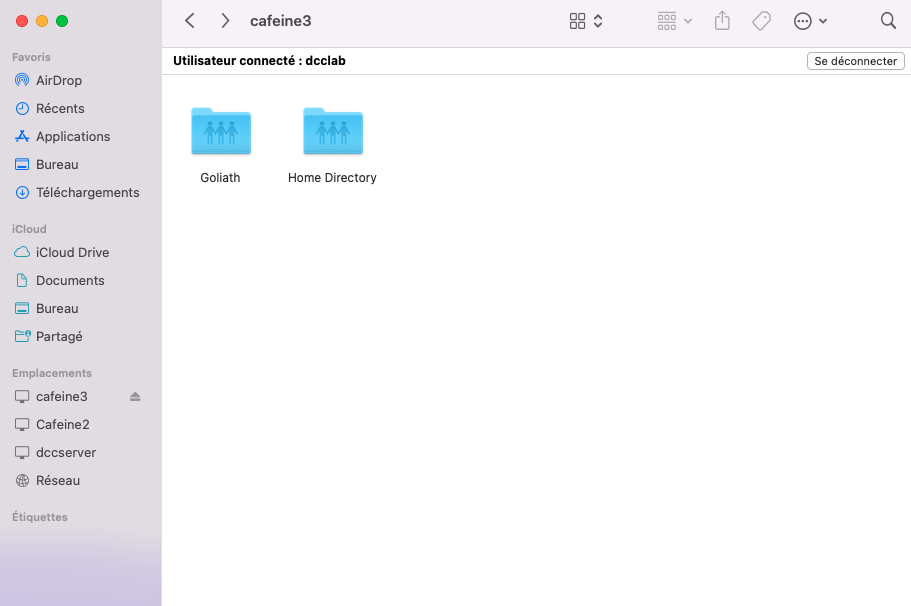 cafeine3
Utilisateur connecté : dcclab
Se déconnecter
Favoris
AirDrop
Récents
Applications
Bureau
Téléchargements
iCloud
iCloud Drive
Documents
Bureau
Partagé
Emplacements
cafeine3
Cafeine2
dccserver
Réseau
Étiquettes
Goliath
Home Directory